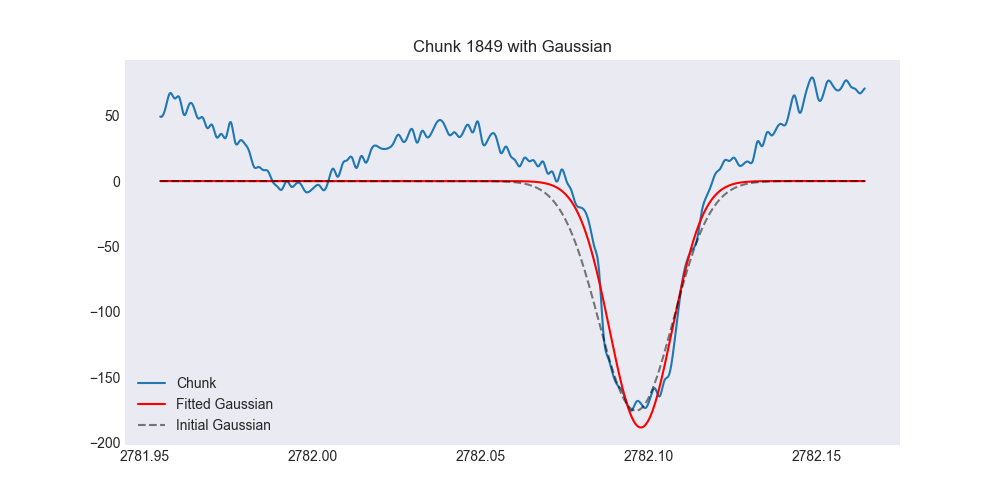 Chunk 1849 with Gaussian
50
0
−50
−100
−150
−200
Chunk
Fitted Gaussian
Initial Gaussian
2781.95 2782.00 2782.05 2782.10 2782.15